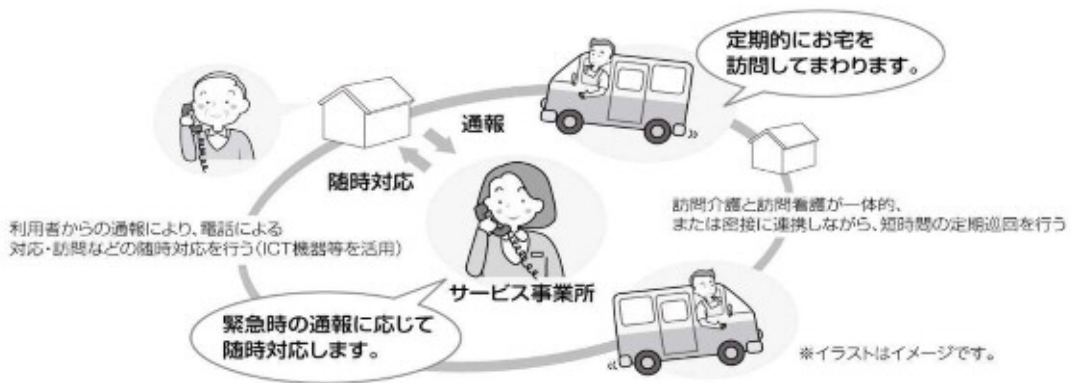 定期的にお宅を
訪問してまわります。
通報
随時対応
利用者からの通報により、電話による
対応・訪問などの随時対応を行う(ICT機器等を活用)
訪問介護と訪問看護が一体的、
または密接に連携しながら、短時間の定期巡回を行う
サービス事業所
緊急時の通報に応じて
随時対応します。
※イラストはイメージです。